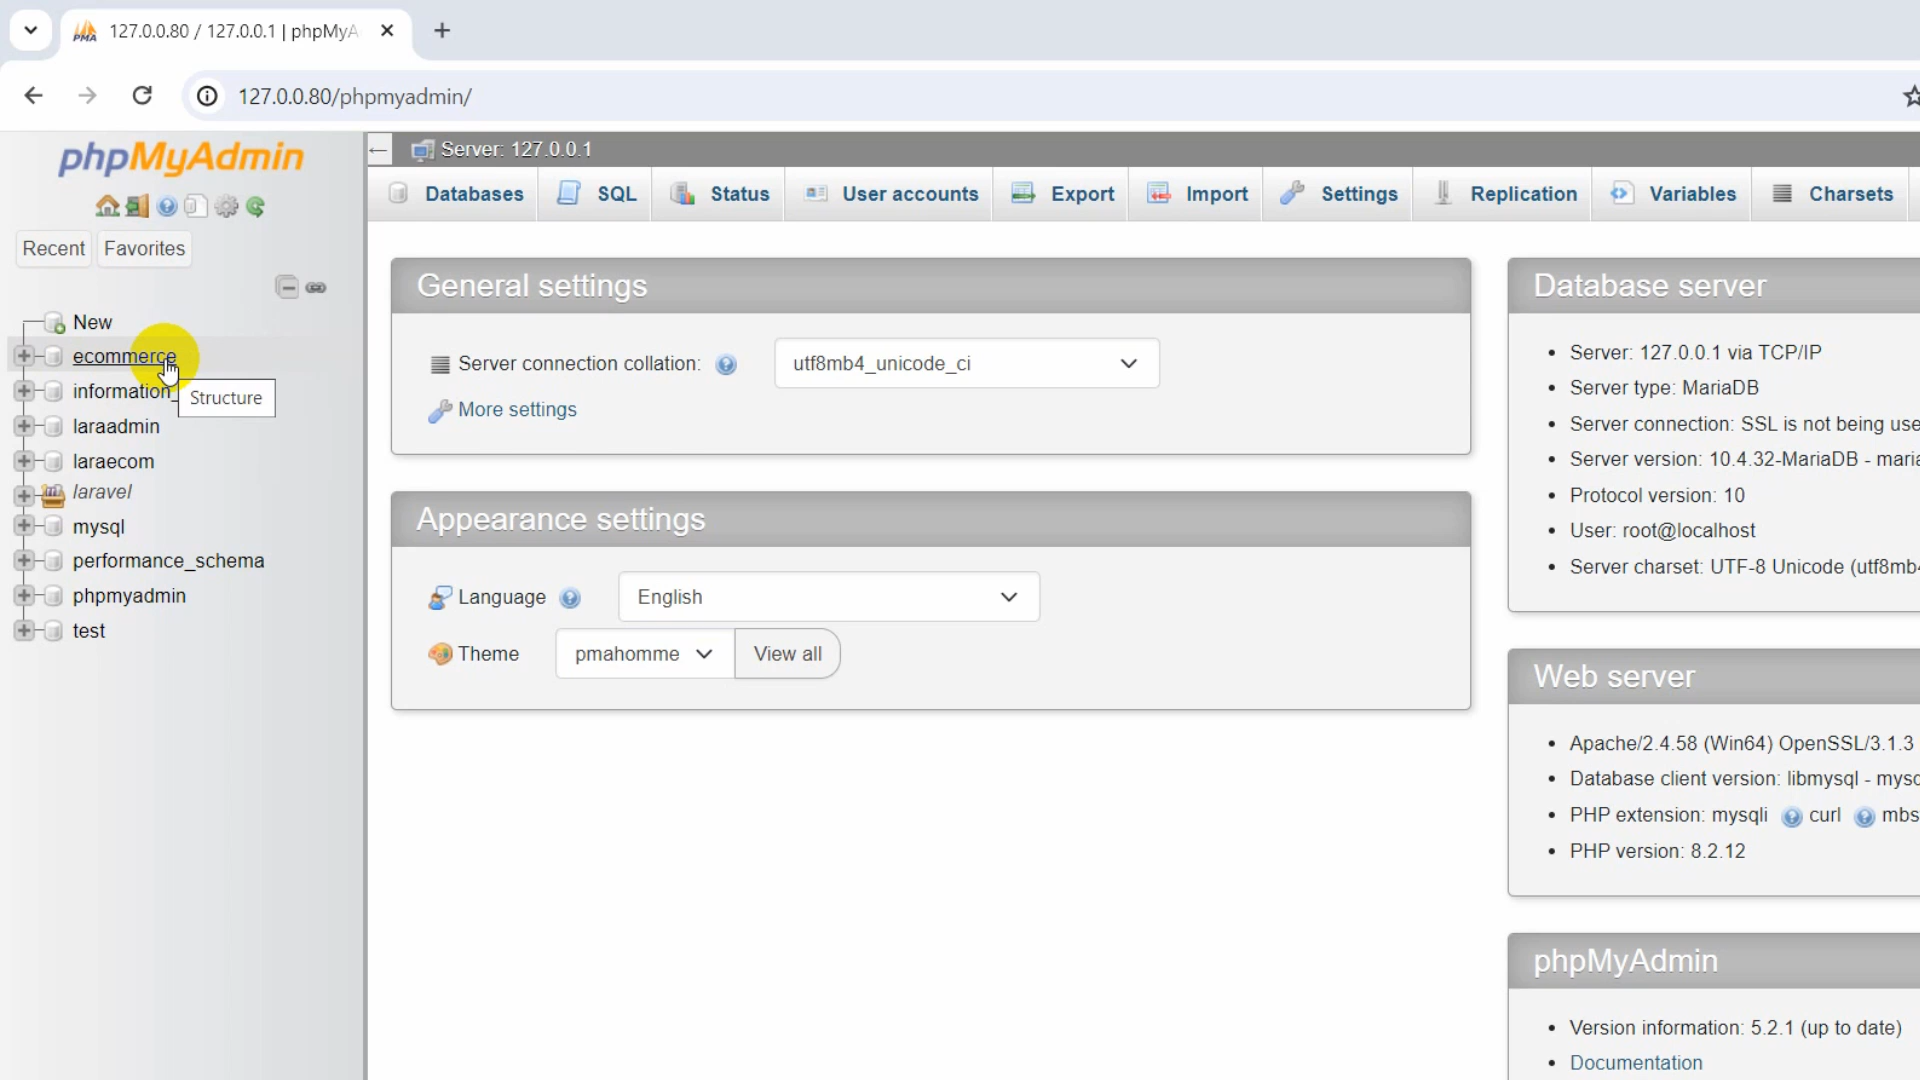 127.0.0.80 / 127.0.0.1 | phpMyA
127.0.0.80/phpmyadmin/
phpMyAdmin
Recent Favorites
New
ecommerce
information_
Structure
laraadmin
laraecom
laravel
mysql
performance_schema
phpmyadmin
test
Server: 127.0.0.1
Databases SQL Status User accounts Export Import Settings Replication Variables Charsets
General settings
Server connection collation: utf8mb4_unicode_ci
More settings
Appearance settings
Language English
Theme pmahomme View all
Database server
• Server: 127.0.0.1 via TCP/IP
• Server type: MariaDB
• Server connection: SSL is not being use
• Server version: 10.4.32-MariaDB - maria
• Protocol version: 10
• User: root@localhost
• Server charset: UTF-8 Unicode (utf8mb4
Web server
• Apache/2.4.58 (Win64) OpenSSL/3.1.3
• Database client version: libmysql - mysq
• PHP extension: mysqli curl mbs
• PHP version: 8.2.12
phpMyAdmin
• Version information: 5.2.1 (up to date)
• Documentation